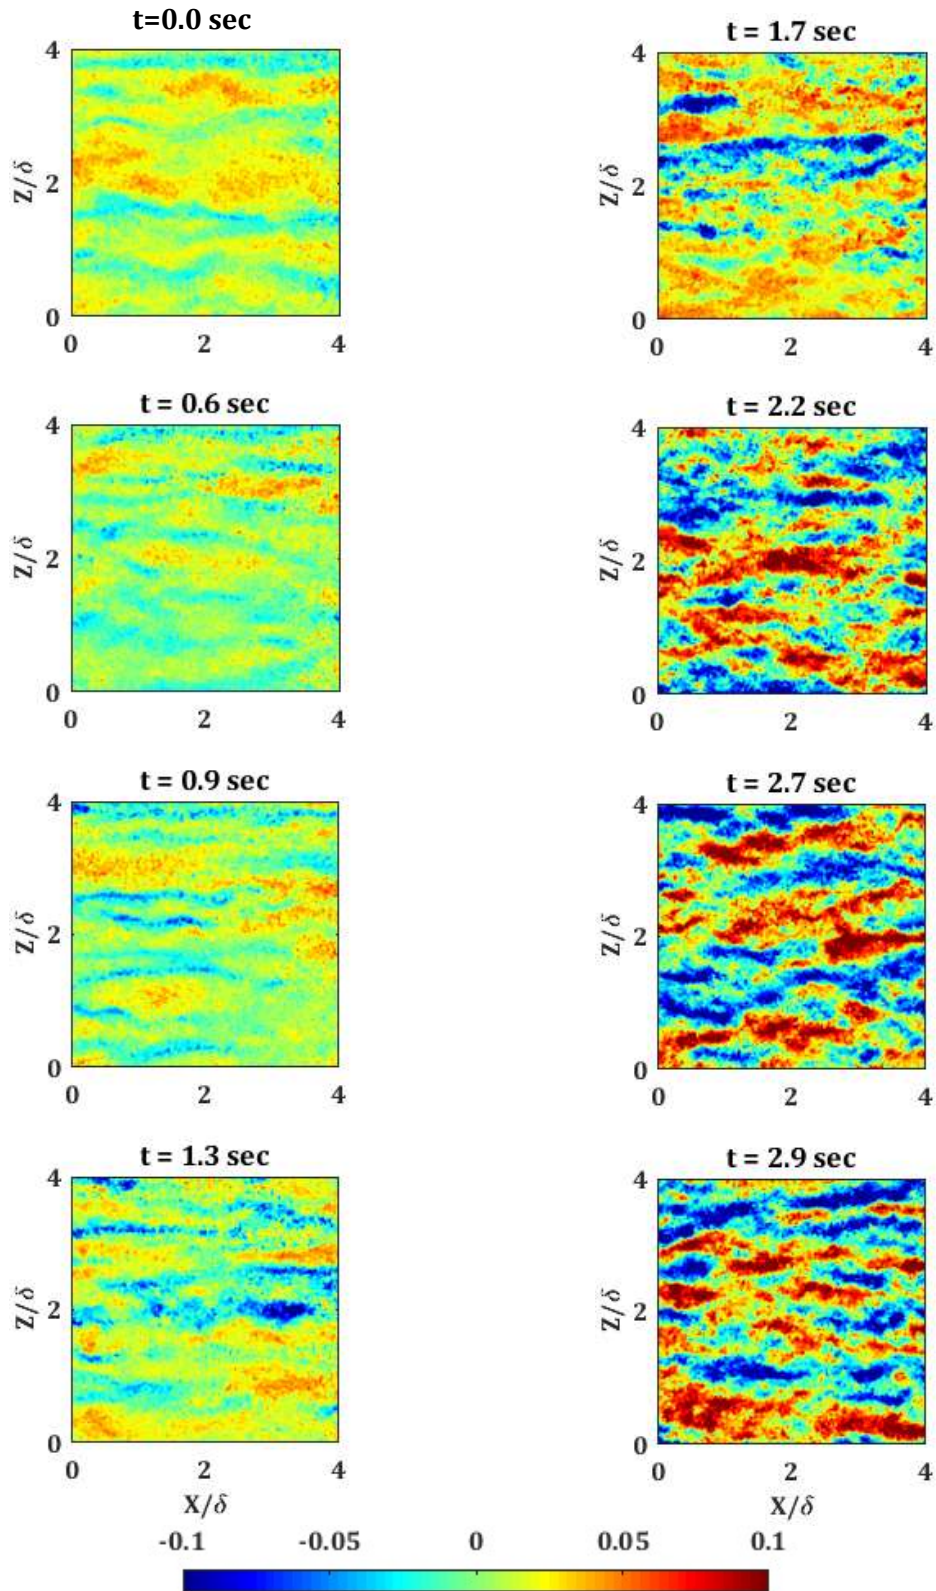 t=0.0 sec
4
2
0
Z/δ
0 2 4
t = 0.6 sec
4
2
0
Z/δ
0 2 4
t = 0.9 sec
4
2
0
Z/δ
0 2 4
t = 1.3 sec
4
2
0
Z/δ
0 2 4
X/δ
t = 1.7 sec
4
2
0
Z/δ
0 2 4
t = 2.2 sec
4
2
0
Z/δ
0 2 4
t = 2.7 sec
4
2
0
Z/δ
0 2 4
t = 2.9 sec
4
2
0
Z/δ
0 2 4
X/δ
-0.1 -0.05 0 0.05 0.1